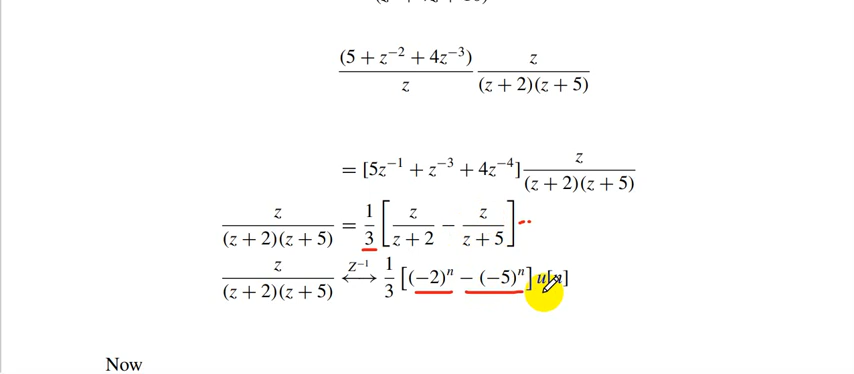 (5 + z⁻² + 4z⁻³) / z · z / ((z + 2)(z + 5))
= [5z⁻¹ + z⁻³ + 4z⁻⁴] z / ((z + 2)(z + 5))
z / ((z + 2)(z + 5)) = 1/3 [z / (z + 2) − z / (z + 5)]
z / ((z + 2)(z + 5)) ⟷ Z⁻¹ 1/3 [(−2)ⁿ − (−5)ⁿ] u[n]
Now